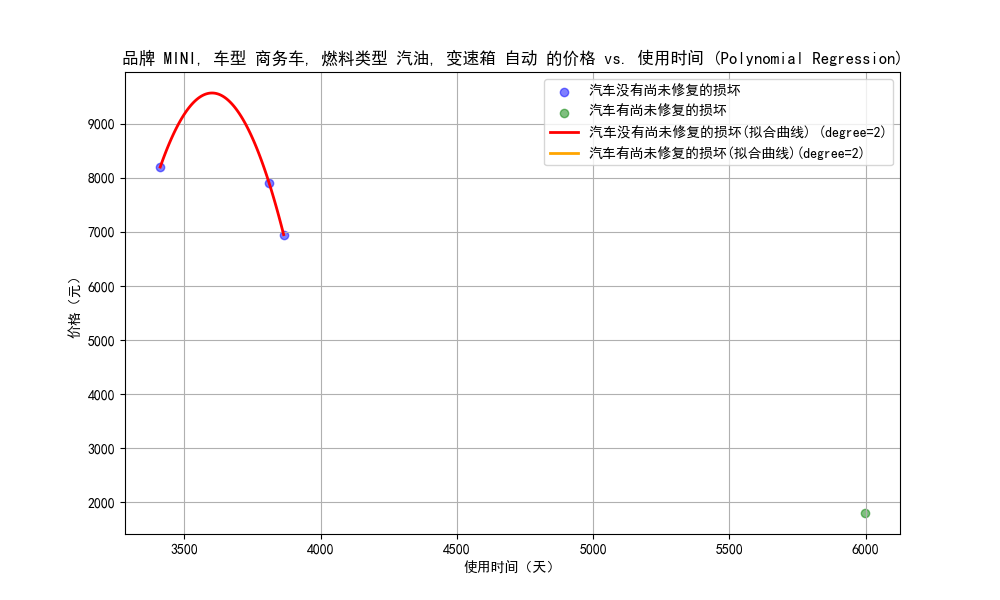 品牌 MINI, 车型 商务车, 燃料类型 汽油, 变速箱 自动 的价格 vs. 使用时间 (Polynomial Regression)
汽车没有尚未修复的损坏
汽车有尚未修复的损坏
汽车没有尚未修复的损坏(拟合曲线) (degree=2)
汽车有尚未修复的损坏(拟合曲线)(degree=2)
价格（元）
9000
8000
7000
6000
5000
4000
3000
2000
3500 4000 4500 5000 5500 6000
使用时间（天）